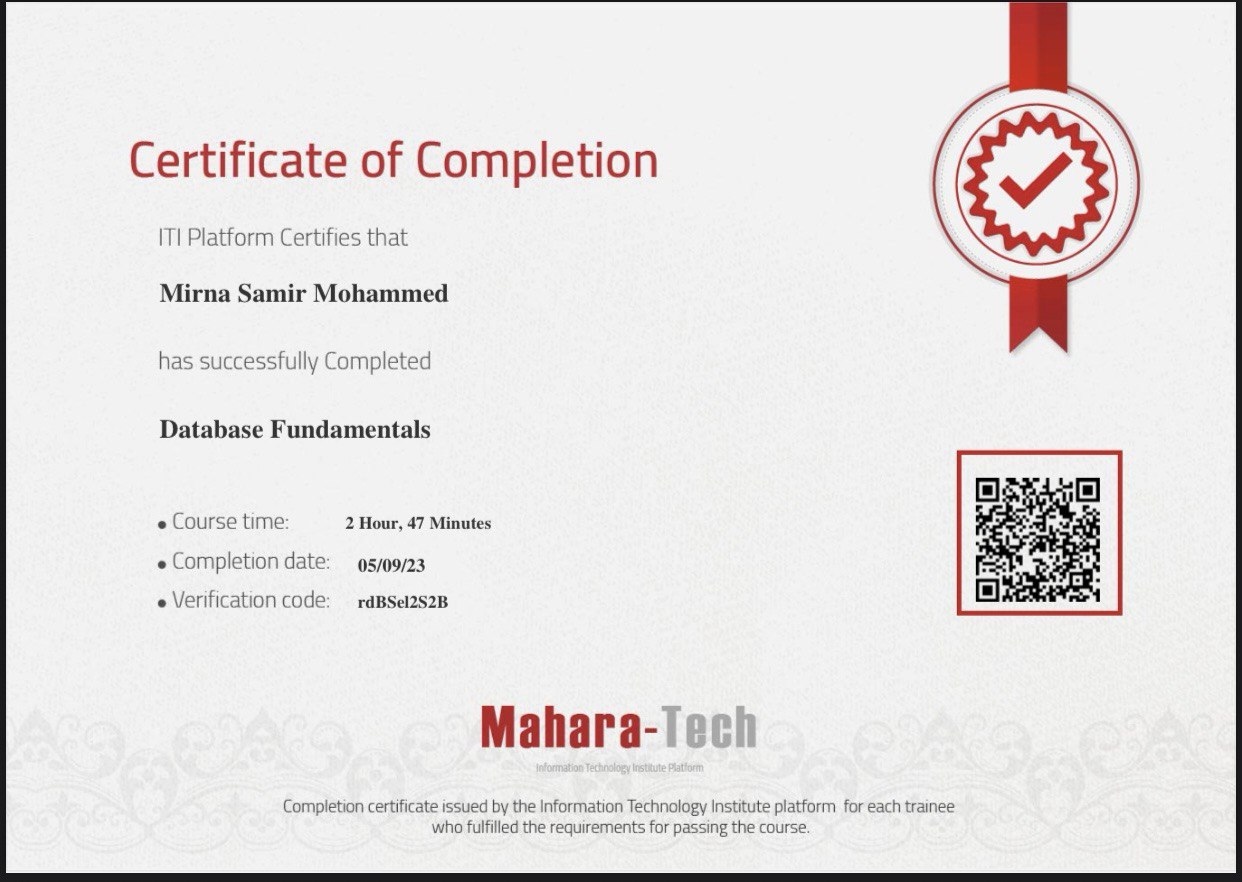 Certificate of Completion
ITI Platform Certifies that
Mirna Samir Mohammed
has successfully Completed
Database Fundamentals
Course time: 2 Hour, 47 Minutes
Completion date: 05/09/23
Verification code: rdBSel2S2B
Mahara-Tech
Information Technology Institute Platform
Completion certificate issued by the Information Technology Institute platform for each trainee
who fulfilled the requirements for passing the course.